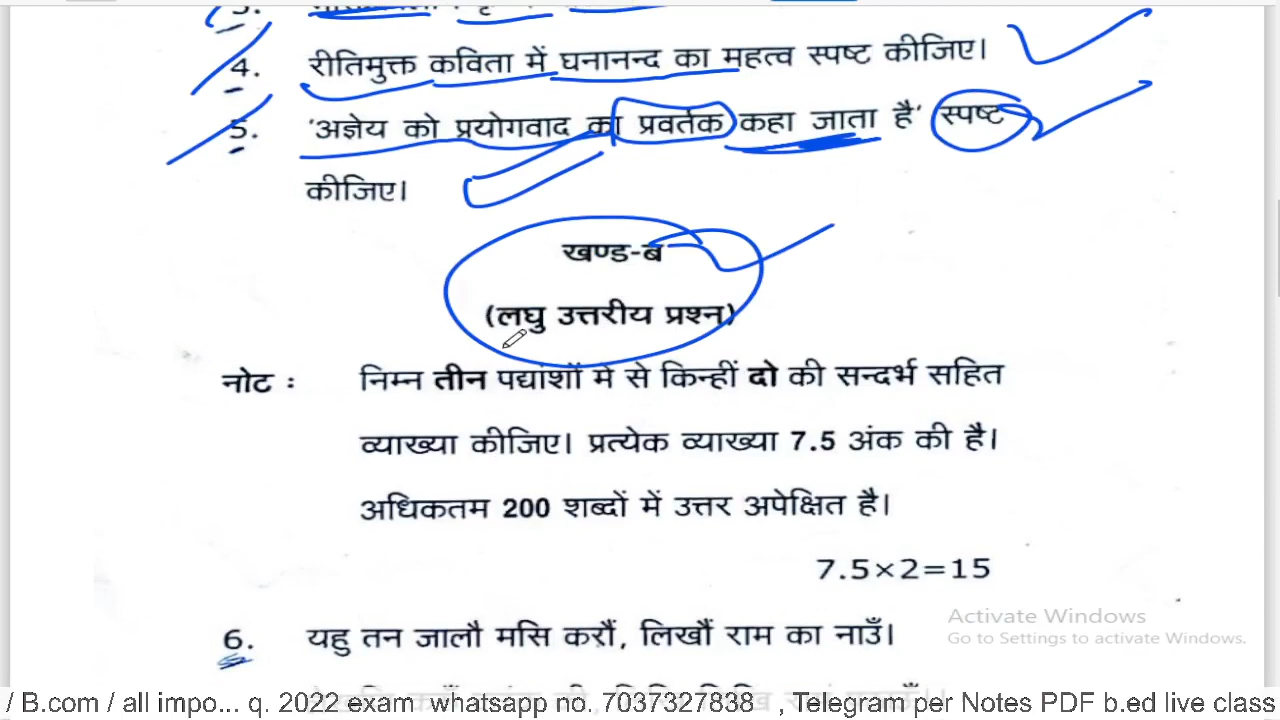 4. रीतिमुक्त कविता में घनानन्द का महत्व स्पष्ट कीजिए।
5. 'अज्ञेय को प्रयोगवाद का प्रवर्तक कहा जाता है' स्पष्ट
कीजिए।
खण्ड-ब
(लघु उत्तरीय प्रश्न)
नोट : निम्न तीन पद्यांशों में से किन्हीं दो की सन्दर्भ सहित
व्याख्या कीजिए। प्रत्येक व्याख्या 7.5 अंक की है।
अधिकतम 200 शब्दों में उत्तर अपेक्षित है।
7.5×2=15
Activate Windows
Go to Settings to activate Windows.
6. यहु तन जालौ मसि करौं, लिखौं राम का नाउँ।
/ B.com / all impo... q. 2022 exam whatsapp no. 7037327838 , Telegram per Notes PDF b.ed live class